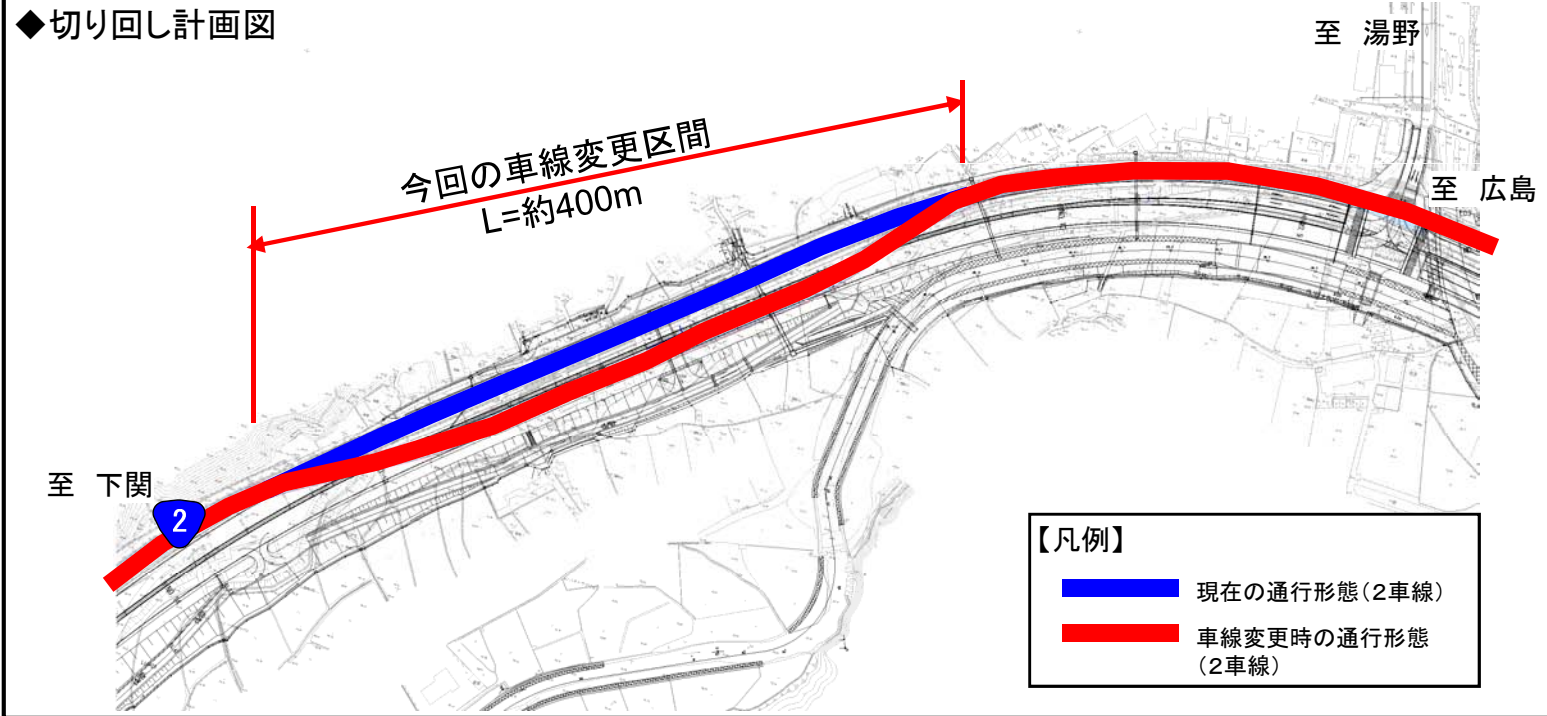 ◆切り回し計画図
至 湯野
今回の車線変更区間
L=約400m
至 広島
至 下関
2
【凡例】
現在の通行形態(2車線)
車線変更時の通行形態
(2車線)